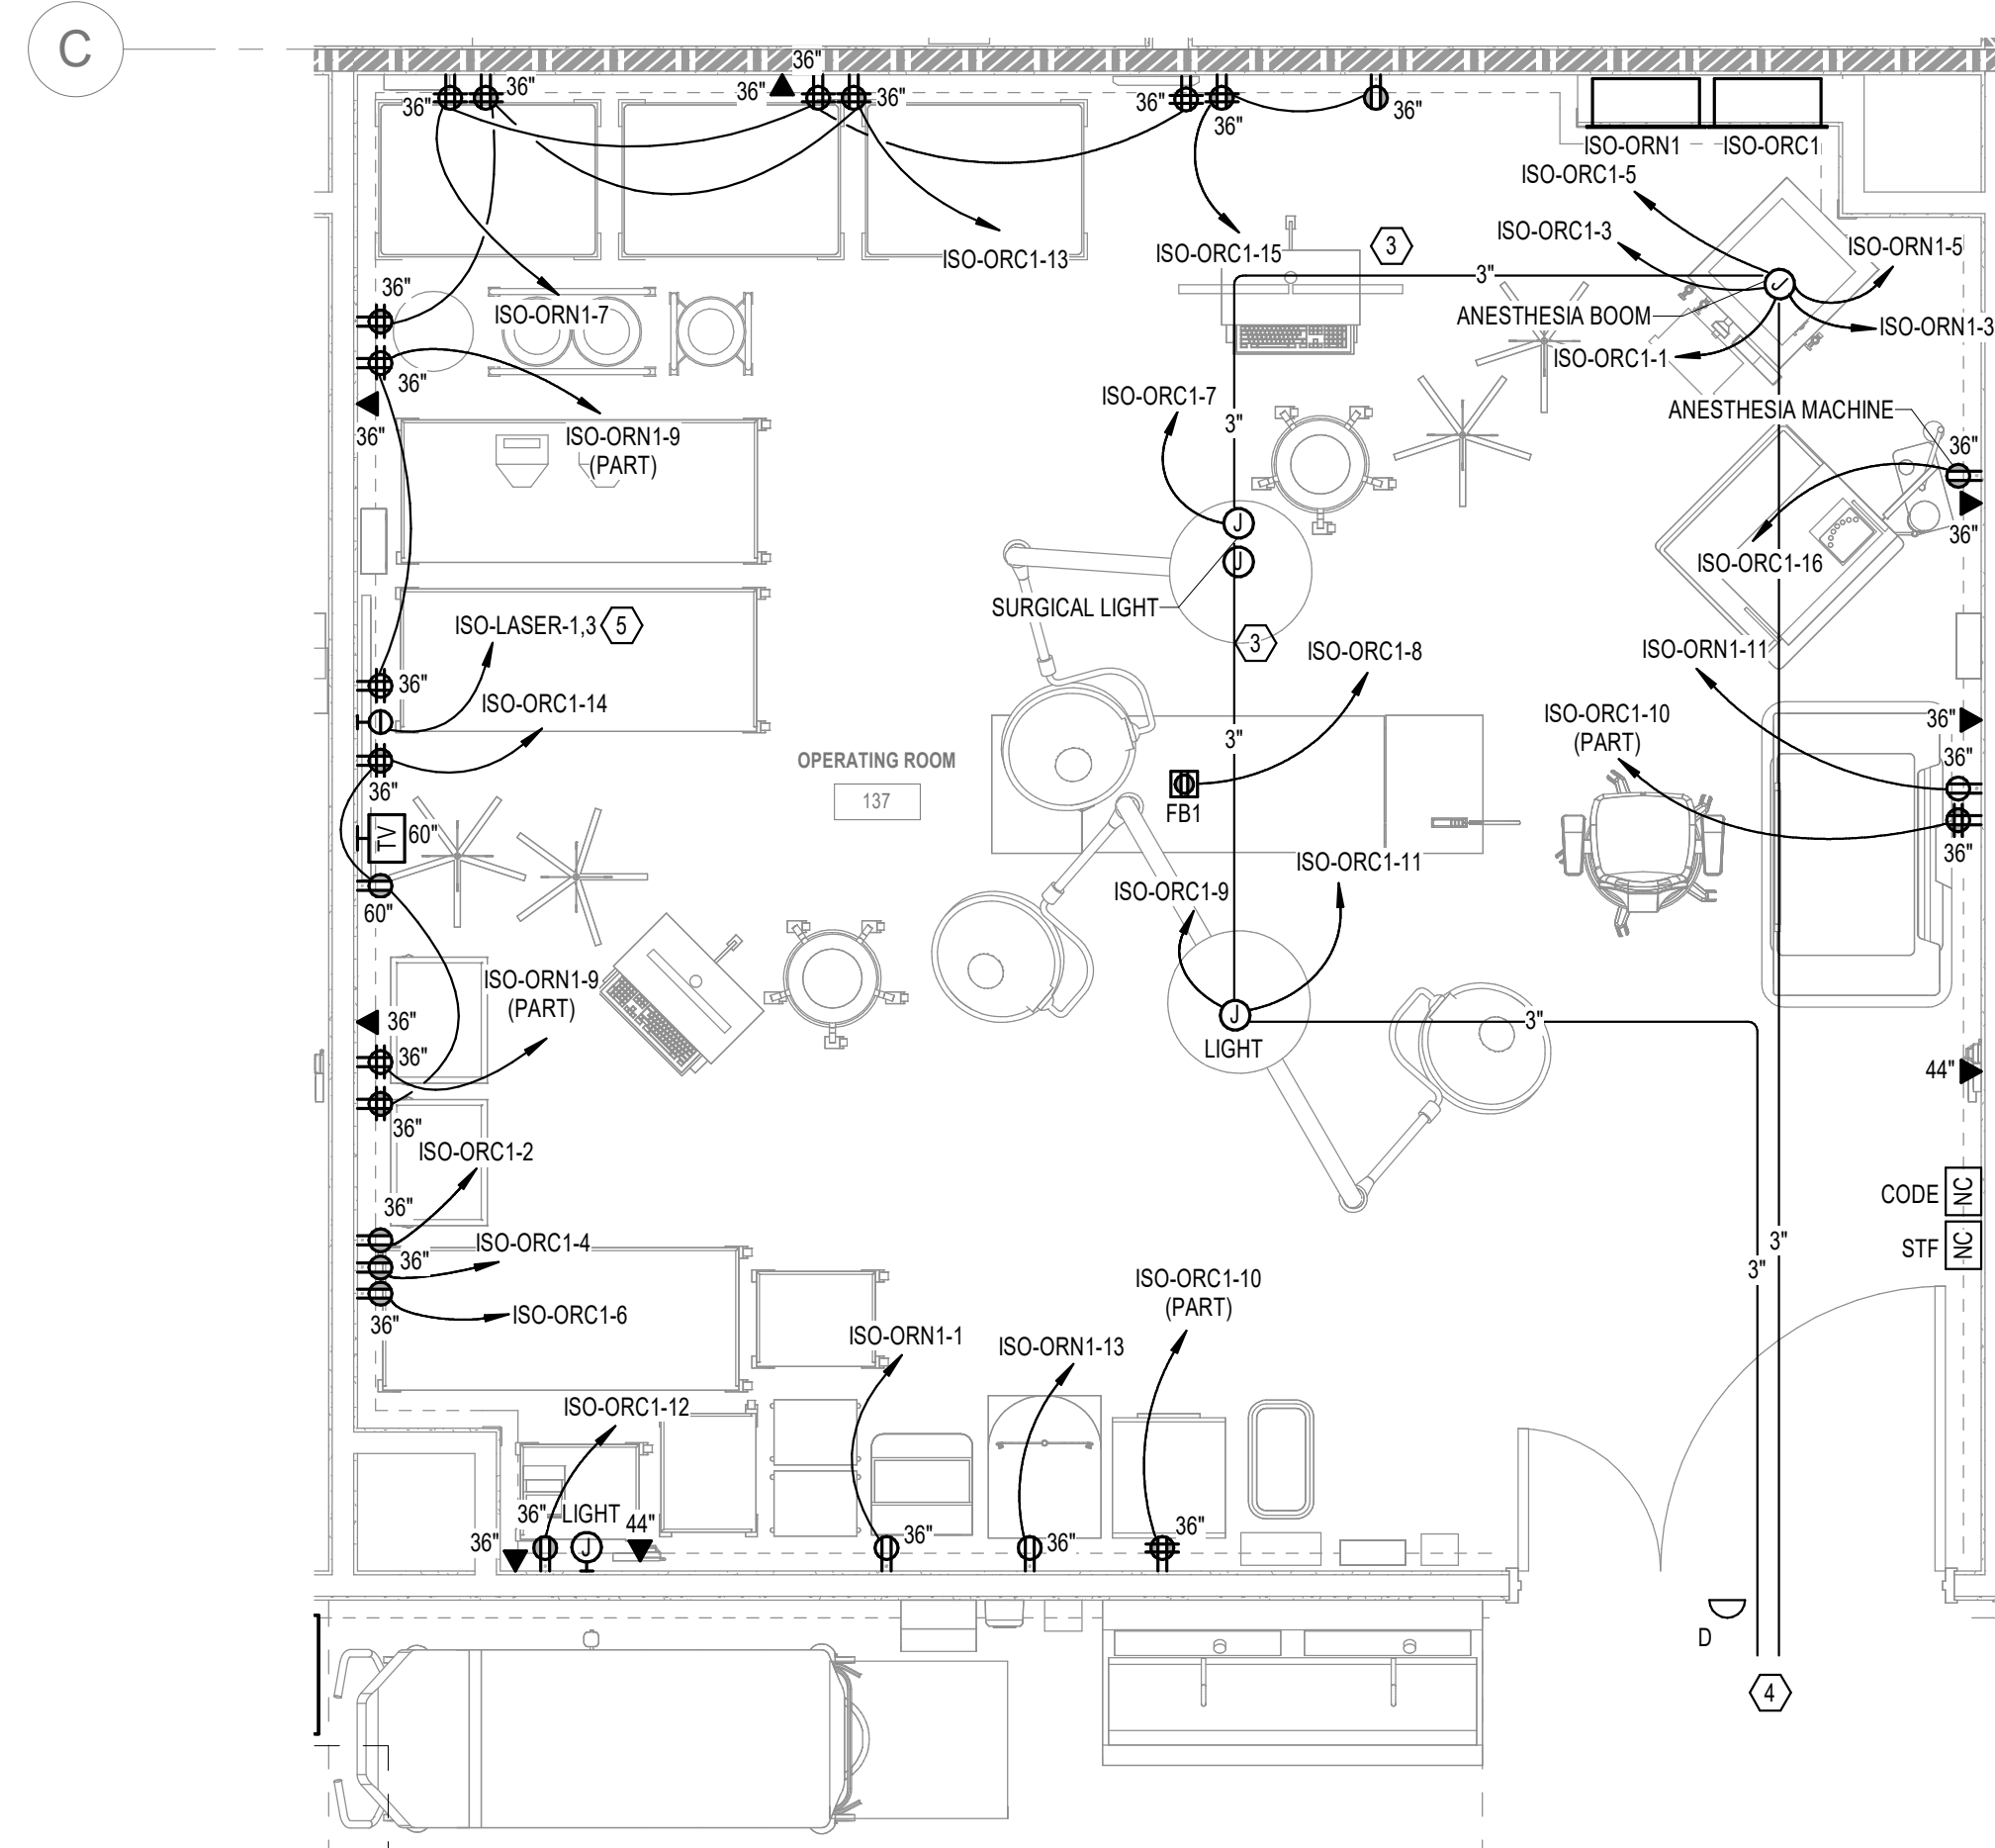 C
36"
36"
36"
36"
36"
36"
36"
36"
ISO-ORN1
ISO-ORC1
ISO-ORC1-5
ISO-ORC1-3
ISO-ORN1-5
ISO-ORC1-13
ISO-ORC1-15
3
3"
36"
ISO-ORN1-7
ANESTHESIA BOOM
J
ISO-ORN1-3
ISO-ORC1-1
36"
ISO-ORC1-7
3"
ANESTHESIA MACHINE
36"
ISO-ORN1-9
(PART)
36"
J
36"
J
ISO-ORC1-16
SURGICAL LIGHT
ISO-LASER-1,3
5
3
ISO-ORC1-8
ISO-ORN1-11
36"
ISO-ORC1-14
ISO-ORC1-10
(PART)
36"
3"
OPERATING ROOM
137
36"
36"
TV
60"
FB1
36"
60"
ISO-ORC1-9
ISO-ORC1-11
ISO-ORN1-9
(PART)
36"
J
3"
LIGHT
36"
44"
36"
ISO-ORC1-2
36"
CODE
NC
ISO-ORC1-4
36"
STF
NC
3"
3"
ISO-ORC1-6
36"
ISO-ORC1-10
(PART)
ISO-ORN1-1
ISO-ORN1-13
ISO-ORC1-12
36"
LIGHT
44"
36"
J
36"
36"
36"
D
4